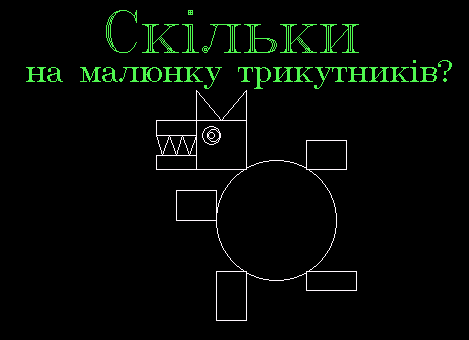 Скільки
на малюнку трикутників?